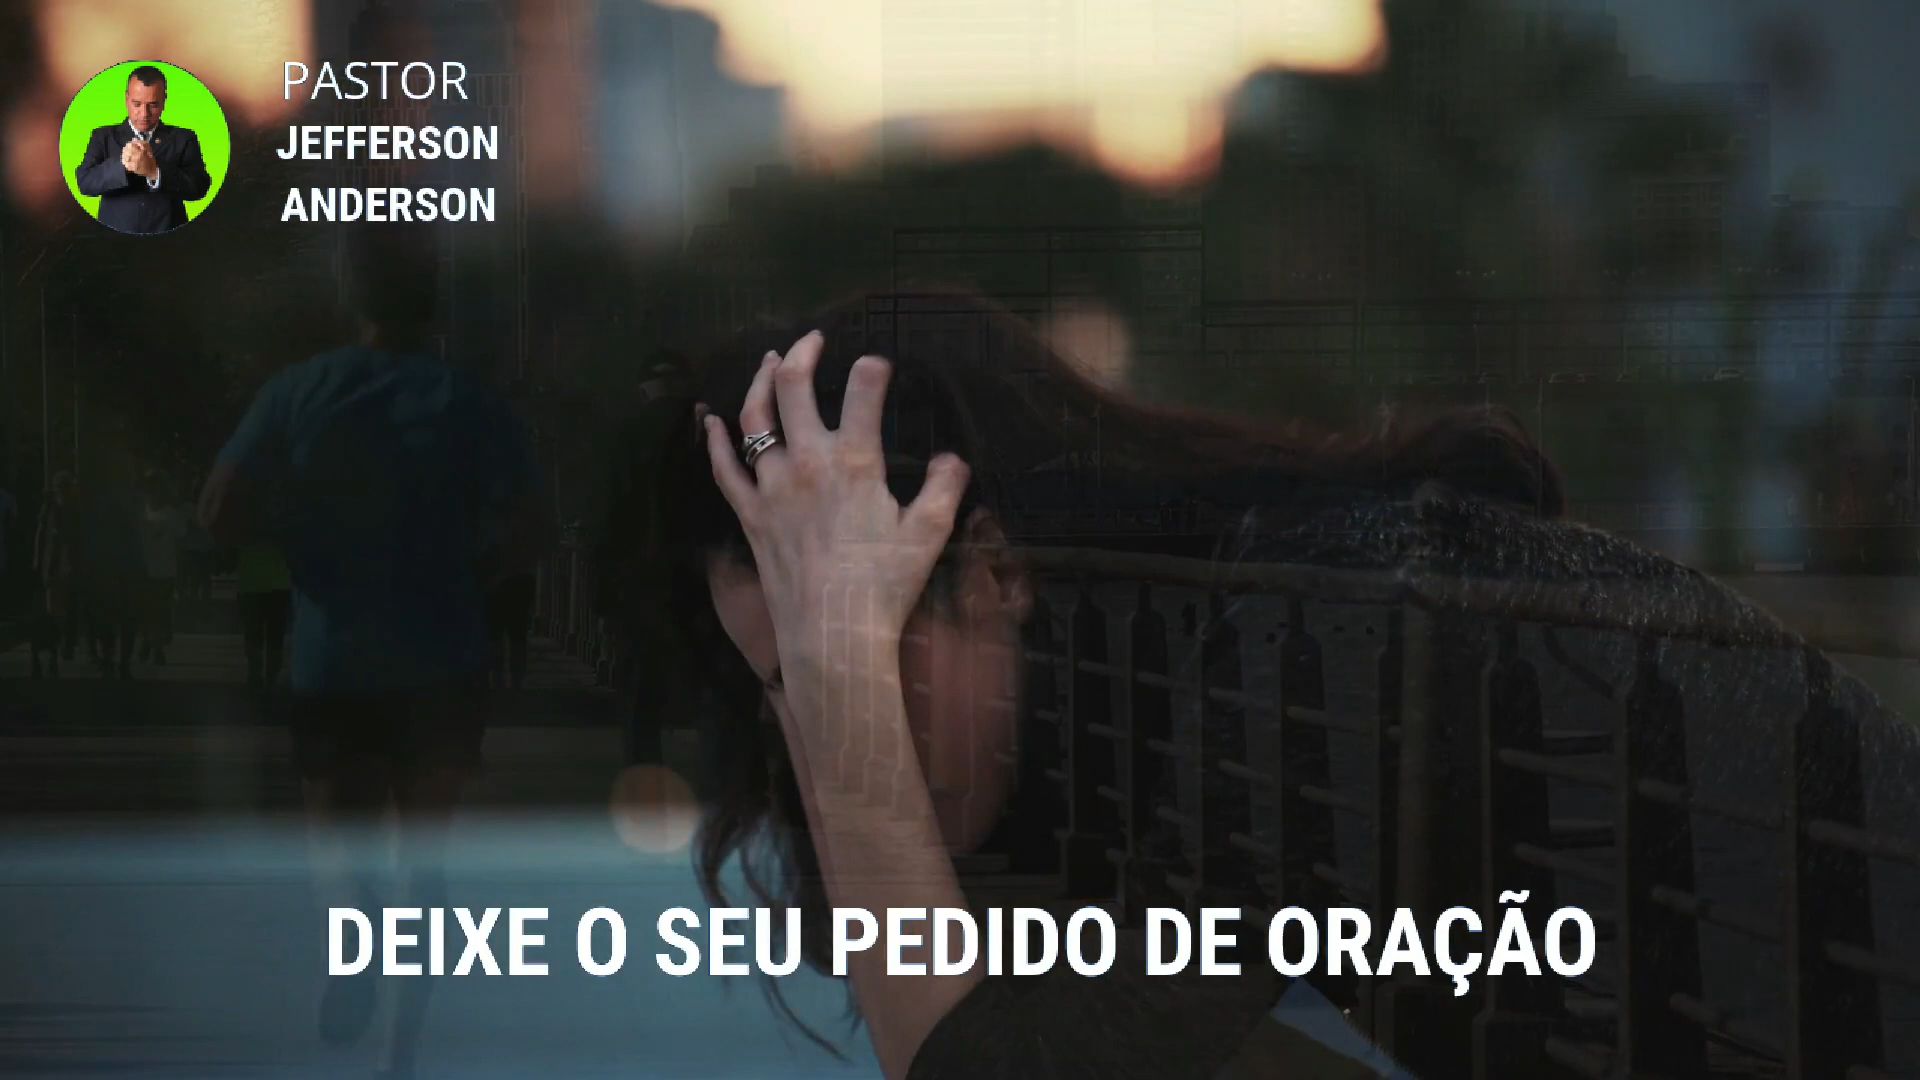 PASTOR
JEFFERSON
ANDERSON
DEIXE O SEU PEDIDO DE ORAÇÃO